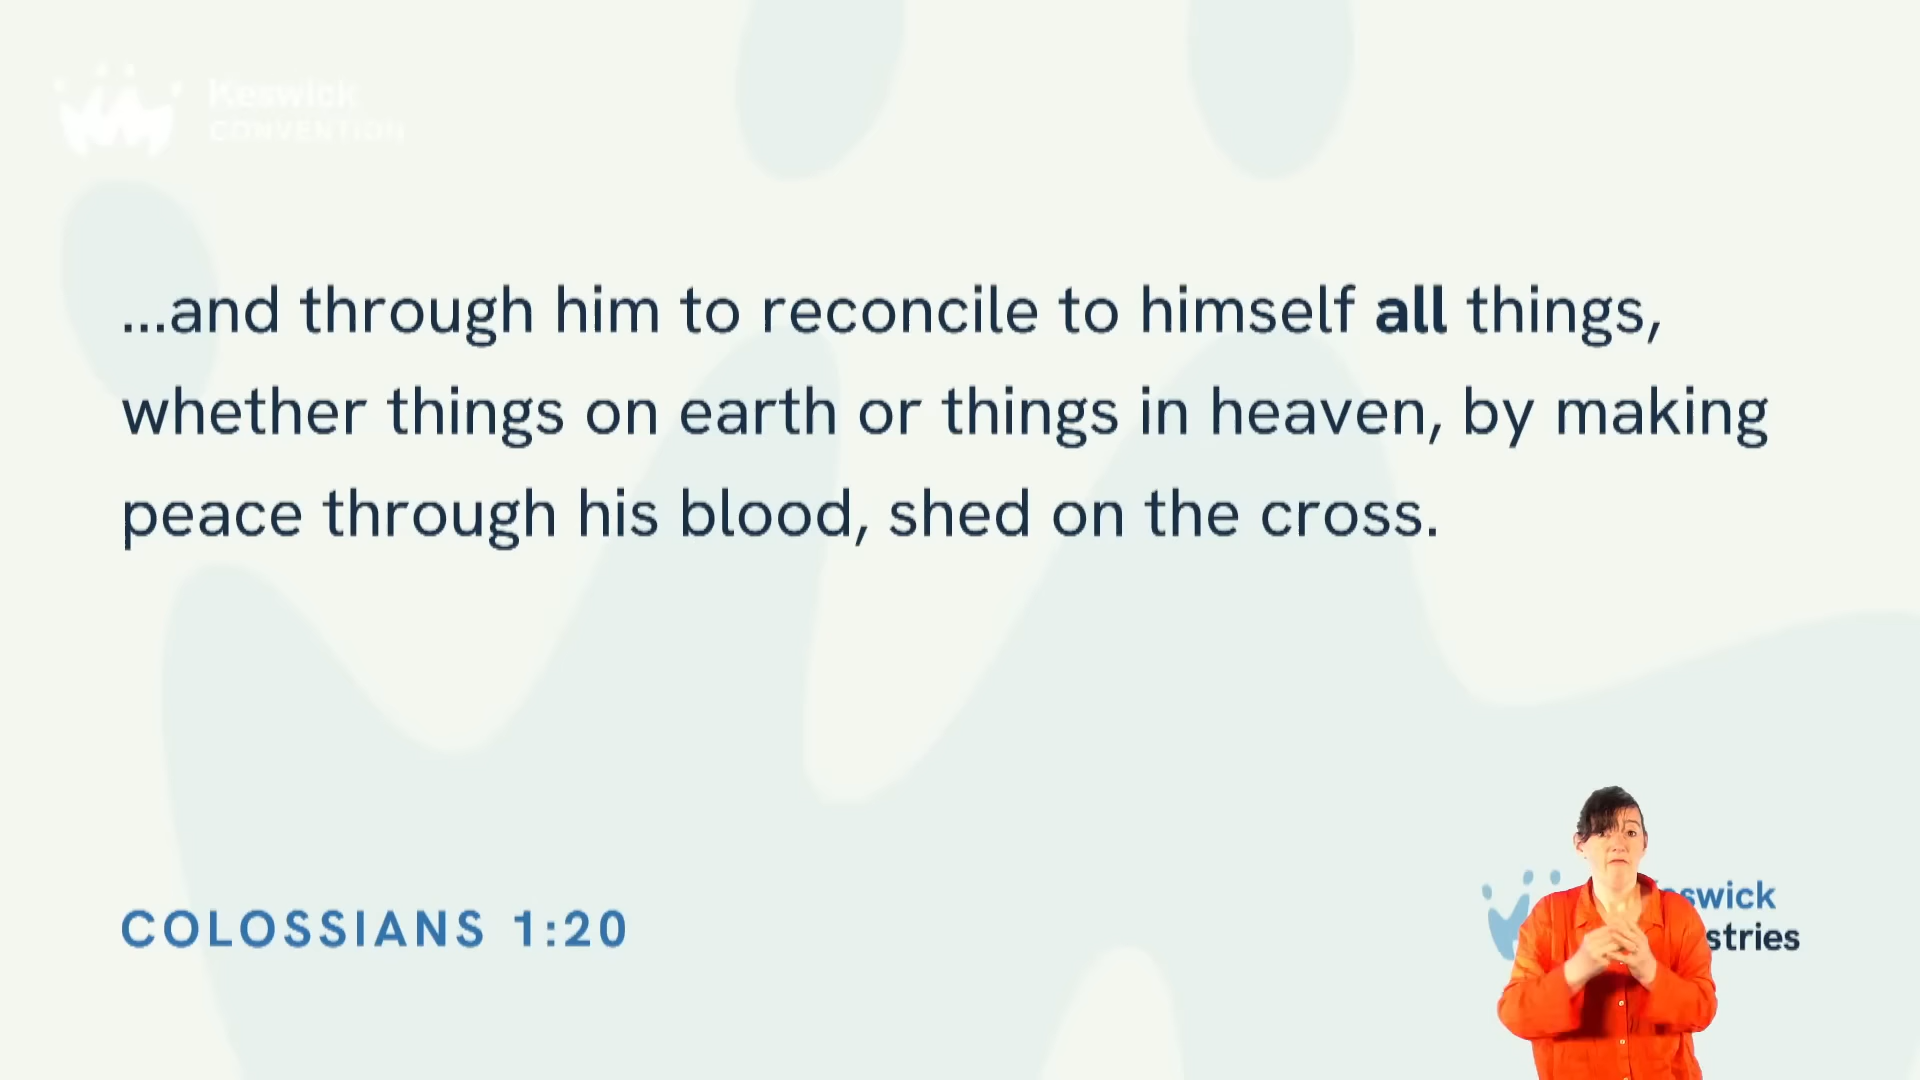 Keswick
CONVENTION
...and through him to reconcile to himself all things,
whether things on earth or things in heaven, by making
peace through his blood, shed on the cross.
COLOSSIANS 1:20
eswick
stries